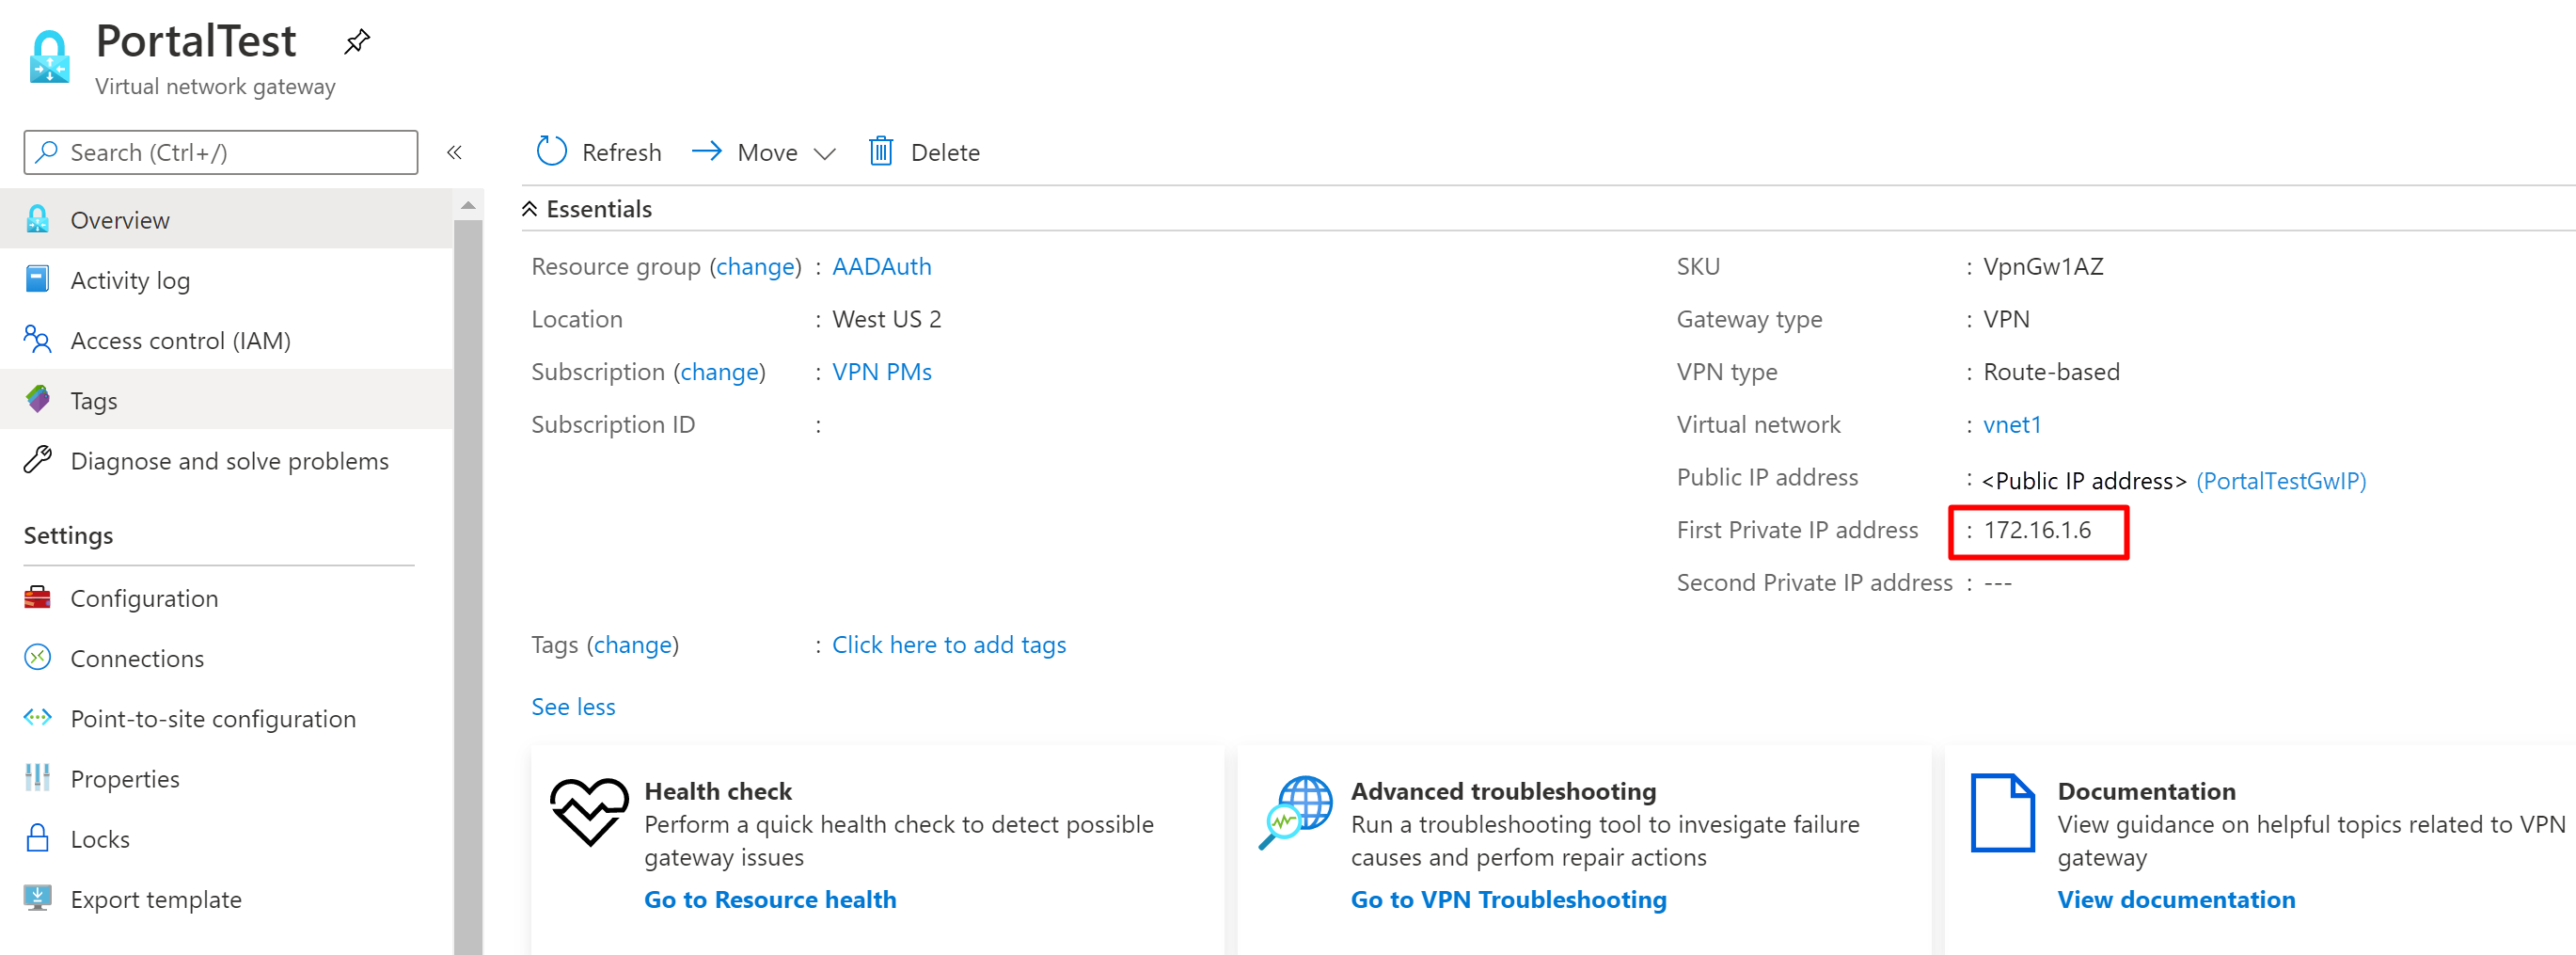 PortalTest
Virtual network gateway
Search (Ctrl+/)
«
Overview
Activity log
Access control (IAM)
Tags
Diagnose and solve problems
Settings
Configuration
Connections
Point-to-site configuration
Properties
Locks
Export template
Refresh Move Delete
Essentials
Resource group (change) : AADAuth
Location : West US 2
Subscription (change) : VPN PMs
Subscription ID :
SKU : VpnGw1AZ
Gateway type : VPN
VPN type : Route-based
Virtual network : vnet1
Public IP address : <Public IP address> (PortalTestGwIP)
First Private IP address : 172.16.1.6
Second Private IP address : ---
Tags (change) : Click here to add tags
See less
Health check
Perform a quick health check to detect possible
gateway issues
Go to Resource health
Advanced troubleshooting
Run a troubleshooting tool to invesigate failure
causes and perfom repair actions
Go to VPN Troubleshooting
Documentation
View guidance on helpful topics related to VPN
gateway
View documentation